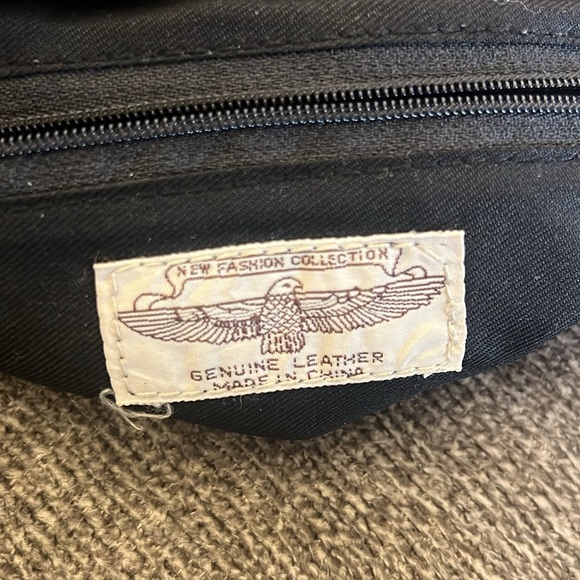 NEW FASHION COLLECTION
GENUINE LEATHER
MADE IN CHINA